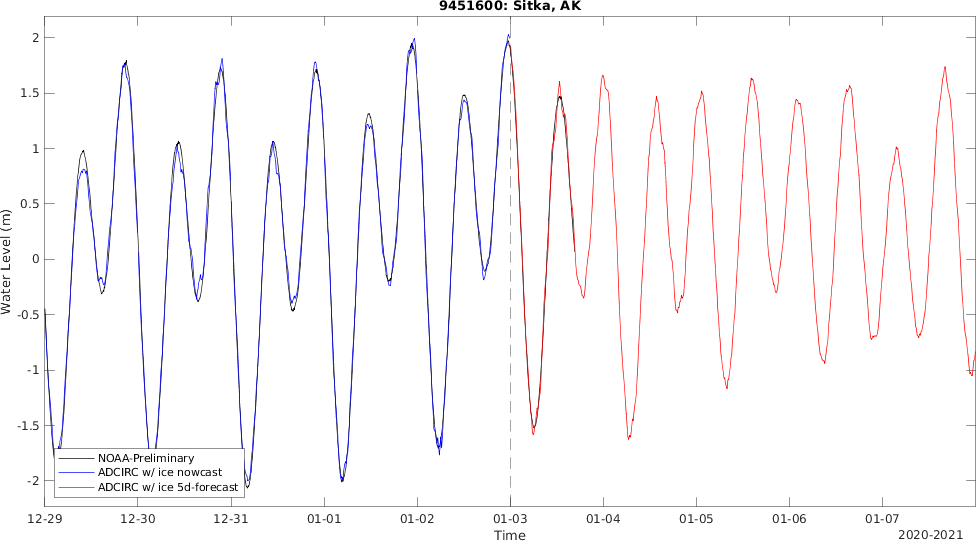 9451600: Sitka, AK
Water Level (m)
2
1.5
1
0.5
0
-0.5
-1
-1.5
-2
NOAA-Preliminary
ADCIRC w/ ice nowcast
ADCIRC w/ ice 5d-forecast
12-29 12-30 12-31 01-01 01-02 01-03 01-04 01-05 01-06 01-07
Time
2020-2021